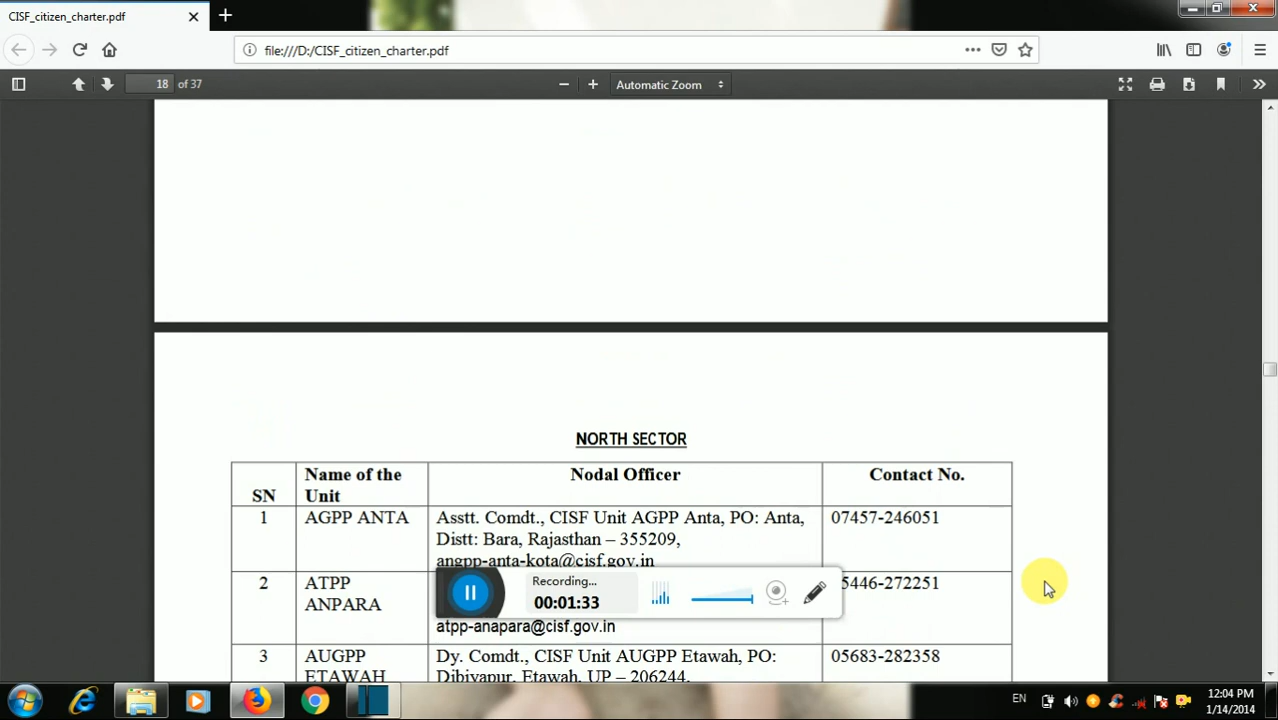 CISF_citizen_charter.pdf
file:///D:/CISF_citizen_charter.pdf
18 of 37
Automatic Zoom
NORTH SECTOR
SN Name of the Unit Nodal Officer Contact No.
1 AGPP ANTA Asstt. Comdt., CISF Unit AGPP Anta, PO: Anta, 07457-246051
Distt: Bara, Rajasthan – 355209,
angpp-anta-kota@cisf.gov.in
2 ATPP 5446-272251
ANPARA
Recording...
00:01:33
atpp-anapara@cisf.gov.in
3 AUGPP Dy. Comdt., CISF Unit AUGPP Etawah, PO: 05683-282358
ETAWAH Dibiyapur, Etawah, UP – 206244,
EN
12:04 PM
1/14/2014